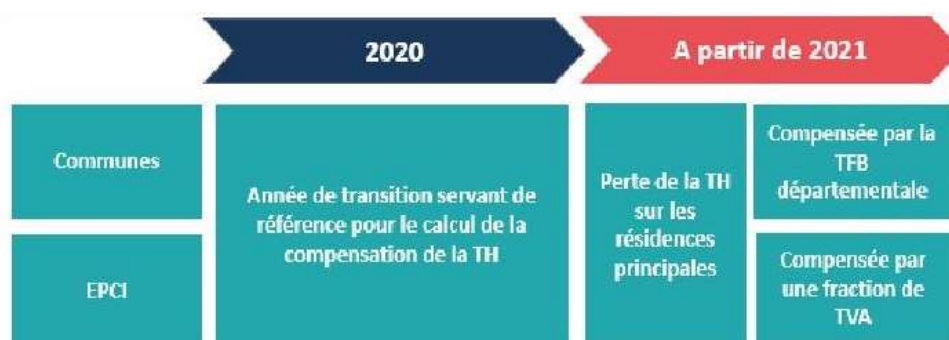 2020
A partir de 2021
Communes
EPCI
Année de transition servant de
référence pour le calcul de la
compensation de la TH
Perte de la TH
sur les
résidences
principales
Compensée par la
TFB
départementale
Compensée par
une fraction de
TVA